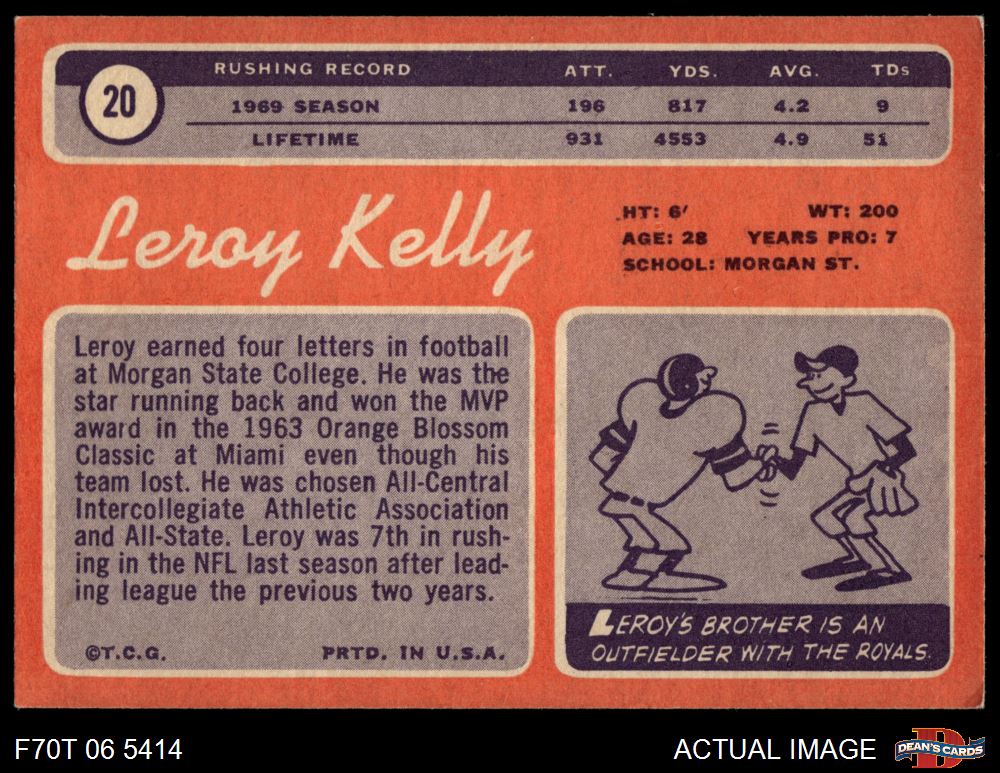 20
RUSHING RECORD ATT. YDS. AVG. TDs
1969 SEASON 196 817 4.2 9
LIFETIME 931 4553 4.9 51
Leroy Kelly
HT: 6' WT: 200
AGE: 28 YEARS PRO: 7
SCHOOL: MORGAN ST.
Leroy earned four letters in football
at Morgan State College. He was the
star running back and won the MVP
award in the 1963 Orange Blossom
Classic at Miami even though his
team lost. He was chosen All-Central
Intercollegiate Athletic Association
and All-State. Leroy was 7th in rush-
ing in the NFL last season after lead-
ing league the previous two years.
©T.C.G. PRTD. IN U.S.A.
LEROY'S BROTHER IS AN
OUTFIELDER WITH THE ROYALS.
F70T 06 5414 ACTUAL IMAGE
D
DEAN'S CARDS